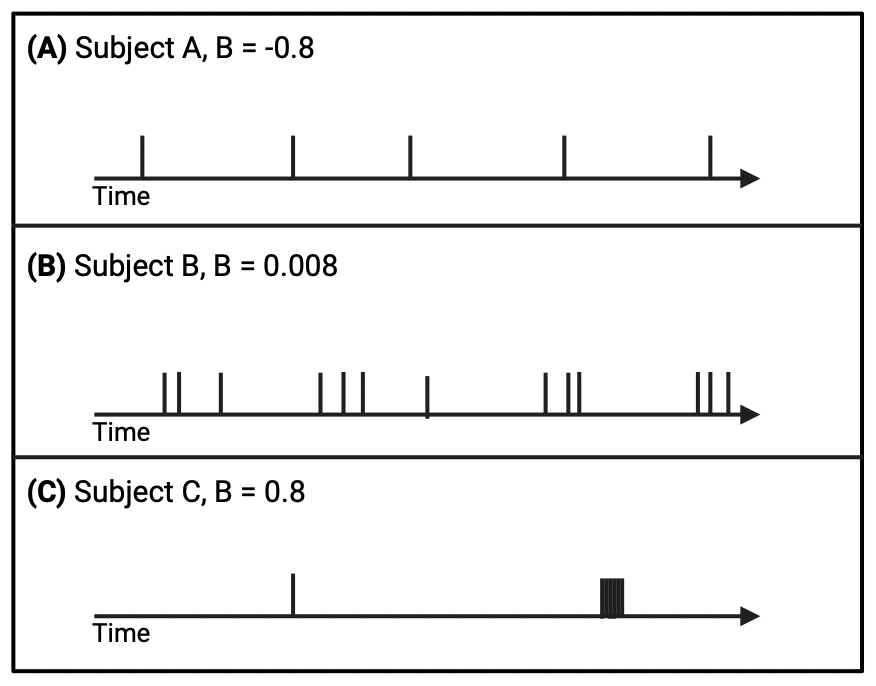 (A) Subject A, B = -0.8
Time
(B) Subject B, B = 0.008
Time
(C) Subject C, B = 0.8
Time